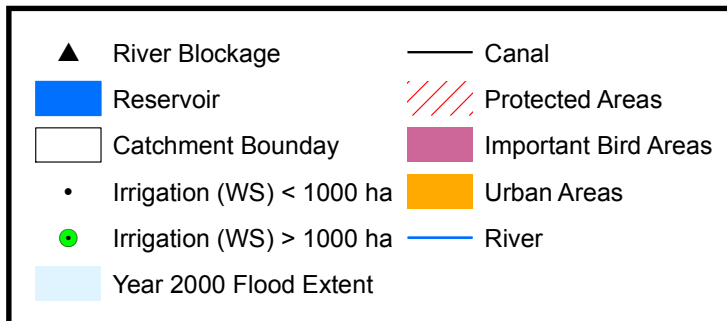 River Blockage
Reservoir
Catchment Bounday
Irrigation (WS) < 1000 ha
Irrigation (WS) > 1000 ha
Year 2000 Flood Extent
Canal
Protected Areas
Important Bird Areas
Urban Areas
River